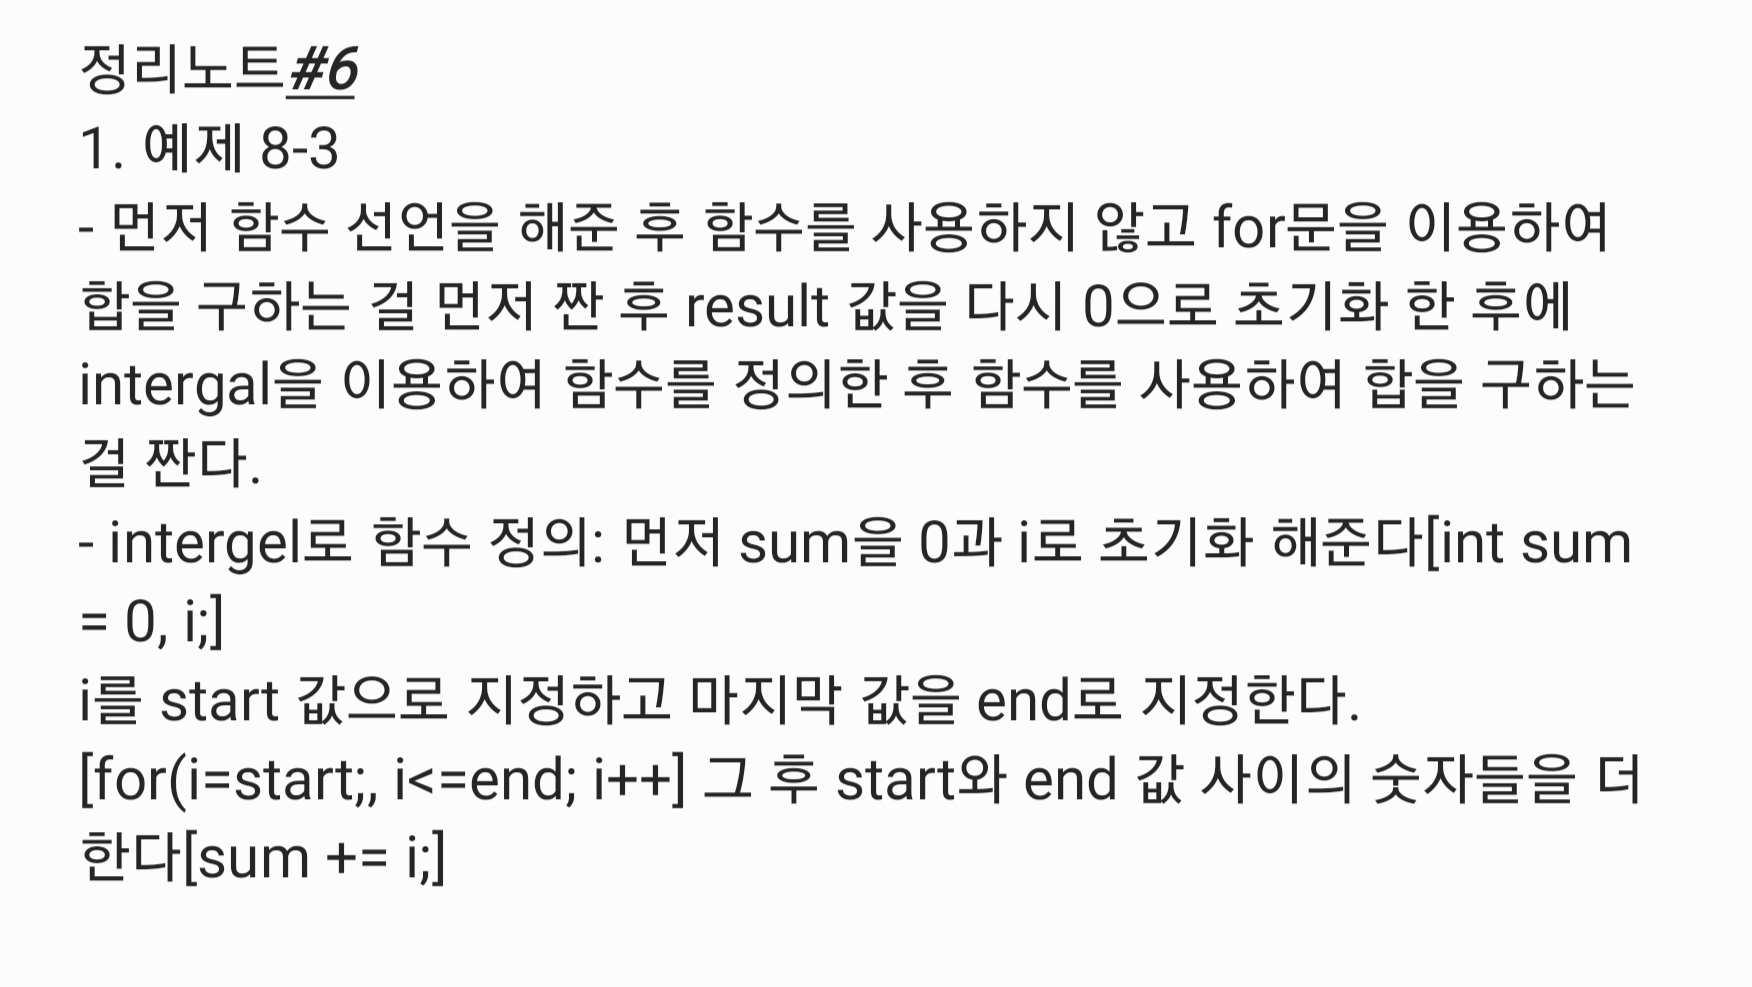 정리노트#6
1. 예제 8-3
- 먼저 함수 선언을 해준 후 함수를 사용하지 않고 for문을 이용하여
합을 구하는 걸 먼저 짠 후 result 값을 다시 0으로 초기화 한 후에
intergal을 이용하여 함수를 정의한 후 함수를 사용하여 합을 구하는
걸 짠다.
- intergel로 함수 정의: 먼저 sum을 0과 i로 초기화 해준다[int sum
= 0, i;]
i를 start 값으로 지정하고 마지막 값을 end로 지정한다.
[for(i=start;, i<=end; i++] 그 후 start와 end 값 사이의 숫자들을 더
한다[sum += i;]